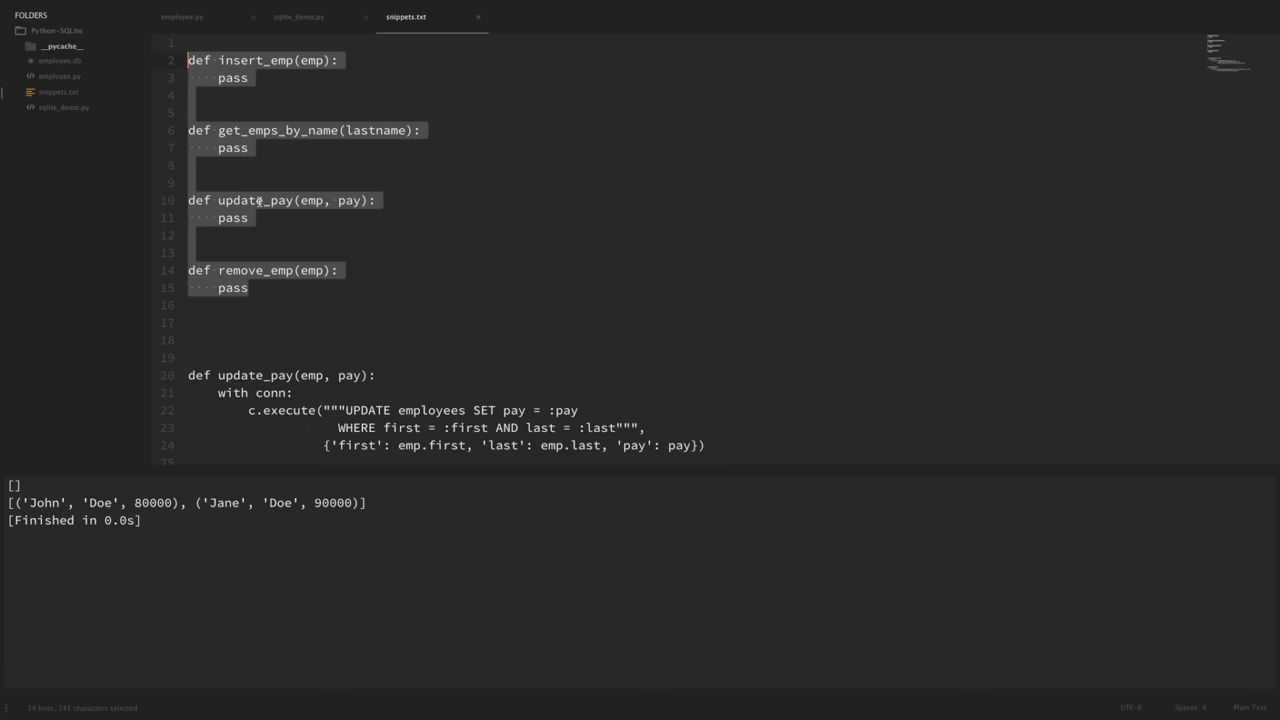 FOLDERS
Python-SQLite
__pycache__
employee.db
employee.py
snippets.txt
sqlite_demo.py
employee.py
sqlite_demo.py
snippets.txt ×
1
2 def insert_emp(emp):
3 ····pass
4
5
6 def get_emps_by_name(lastname):
7 ····pass
8
9
10 def update_pay(emp, pay):
11 ····pass
12
13
14 def remove_emp(emp):
15 ····pass
16
17
18
19
20 def update_pay(emp, pay):
21 with conn:
22 c.execute("""UPDATE employees SET pay = :pay
23 WHERE first = :first AND last = :last""",
24 {'first': emp.first, 'last': emp.last, 'pay': pay})
25
[]
[('John', 'Doe', 80000), ('Jane', 'Doe', 90000)]
[Finished in 0.0s]
14 lines, 141 characters selected
UTF-8
Spaces: 4
Plain Text